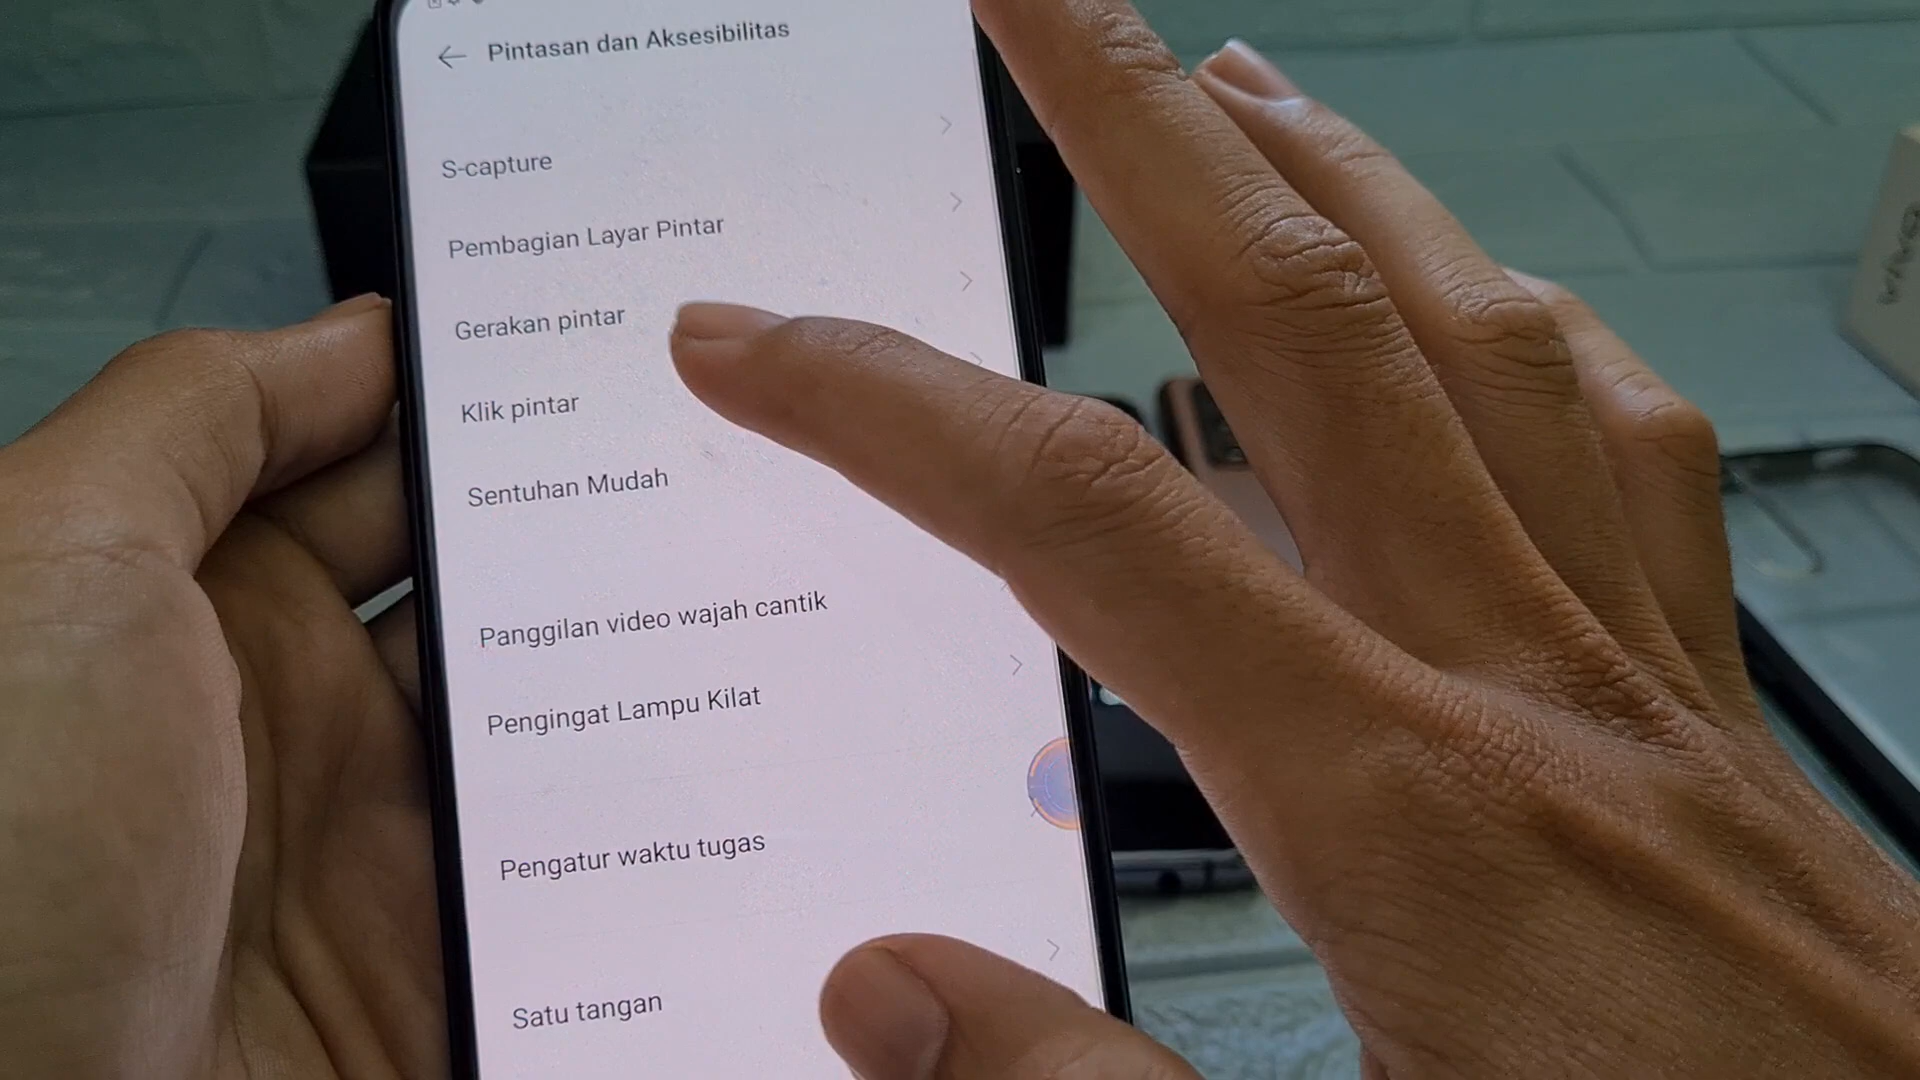 Pintasan dan Aksesibilitas
S-capture
Pembagian Layar Pintar
Gerakan pintar
Klik pintar
Sentuhan Mudah
Panggilan video wajah cantik
Pengingat Lampu Kilat
Pengatur waktu tugas
Satu tangan
vivo